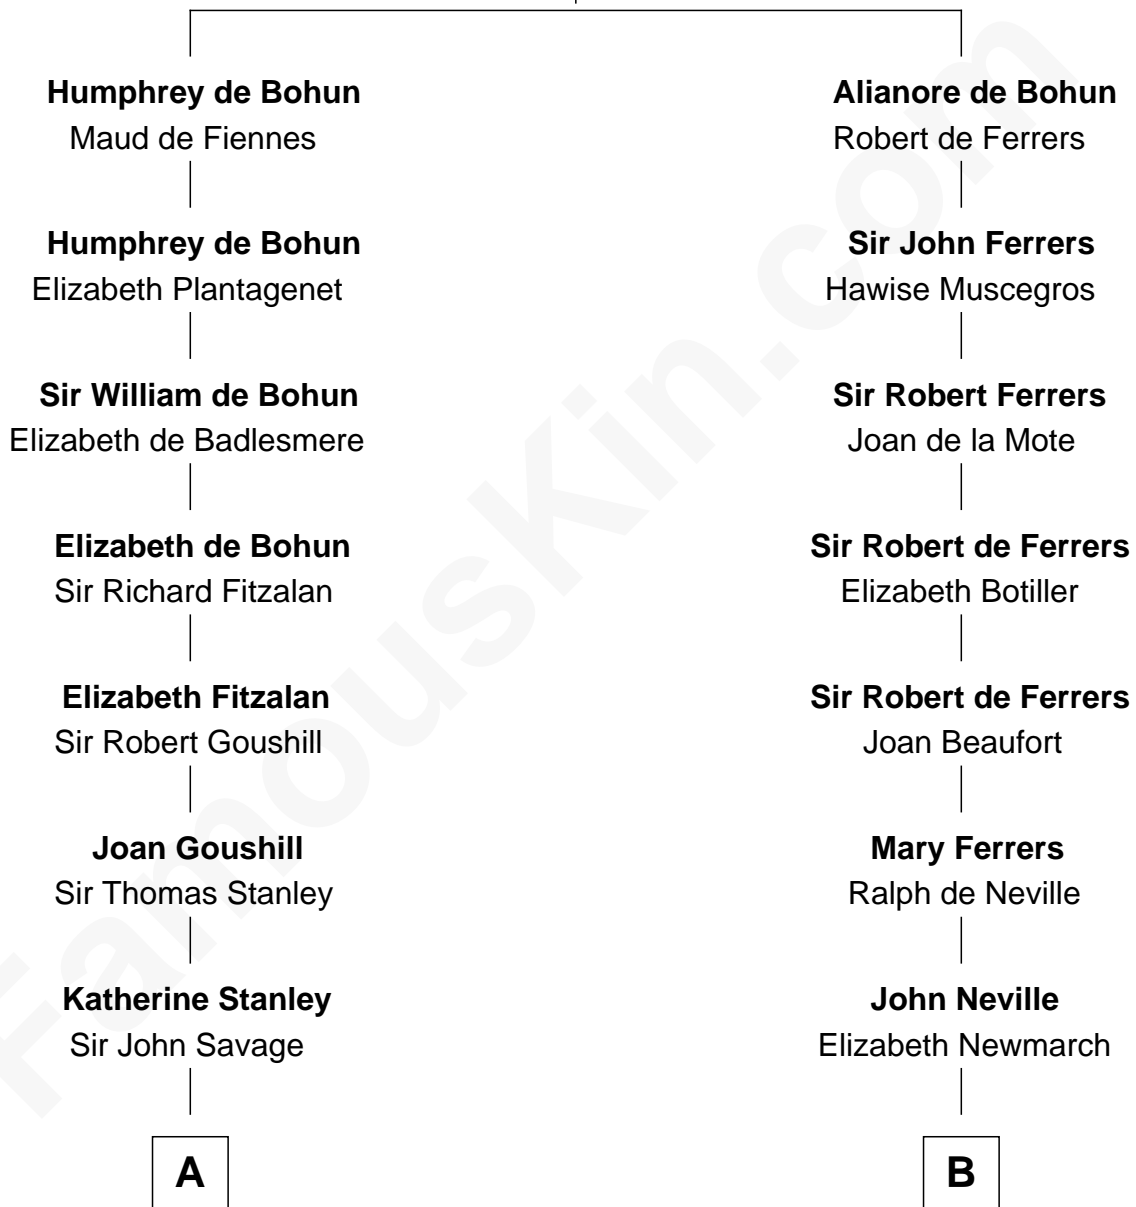 Humphrey de Bohun
Maud de Fiennes
Humphrey de Bohun
Elizabeth Plantagenet
Sir William de Bohun
Elizabeth de Badlesmere
Elizabeth de Bohun
Sir Richard Fitzalan
Elizabeth Fitzalan
Sir Robert Goushill
Joan Goushill
Sir Thomas Stanley
Katherine Stanley
Sir John Savage
A
Alianore de Bohun
Robert de Ferrers
Sir John Ferrers
Hawise Muscegros
Sir Robert Ferrers
Joan de la Mote
Sir Robert de Ferrers
Elizabeth Botiller
Sir Robert de Ferrers
Joan Beaufort
Mary Ferrers
Ralph de Neville
John Neville
Elizabeth Newmarch
B
FamousKin.com